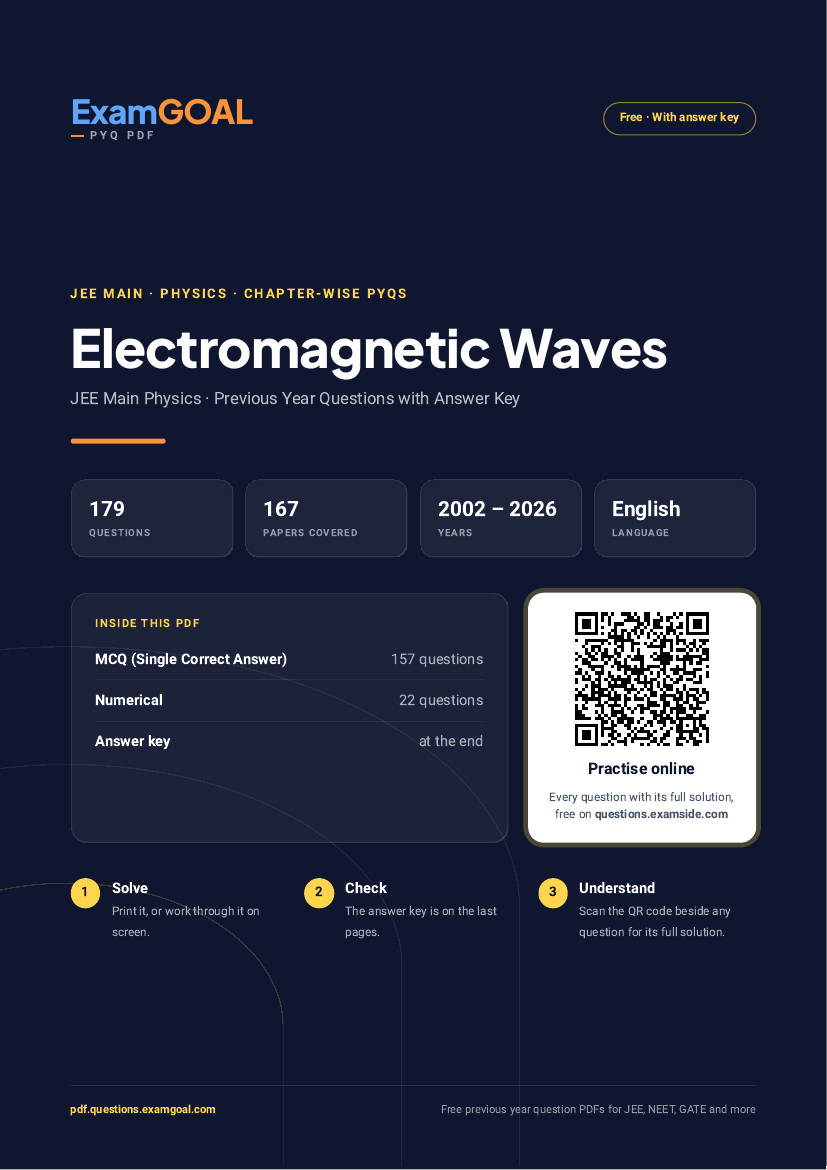 ExamGOAL
PYQ PDF
Free · With answer key
JEE MAIN · PHYSICS · CHAPTER-WISE PYQS
Electromagnetic Waves
JEE Main Physics · Previous Year Questions with Answer Key
179
QUESTIONS
167
PAPERS COVERED
2002 – 2026
YEARS
English
LANGUAGE
INSIDE THIS PDF
MCQ (Single Correct Answer) 157 questions
Numerical 22 questions
Answer key at the end
Practise online
Every question with its full solution,
free on questions.examside.com
1 Solve
Print it, or work through it on
screen.
2 Check
The answer key is on the last
pages.
3 Understand
Scan the QR code beside any
question for its full solution.
pdf.questions.examgoal.com
Free previous year question PDFs for JEE, NEET, GATE and more